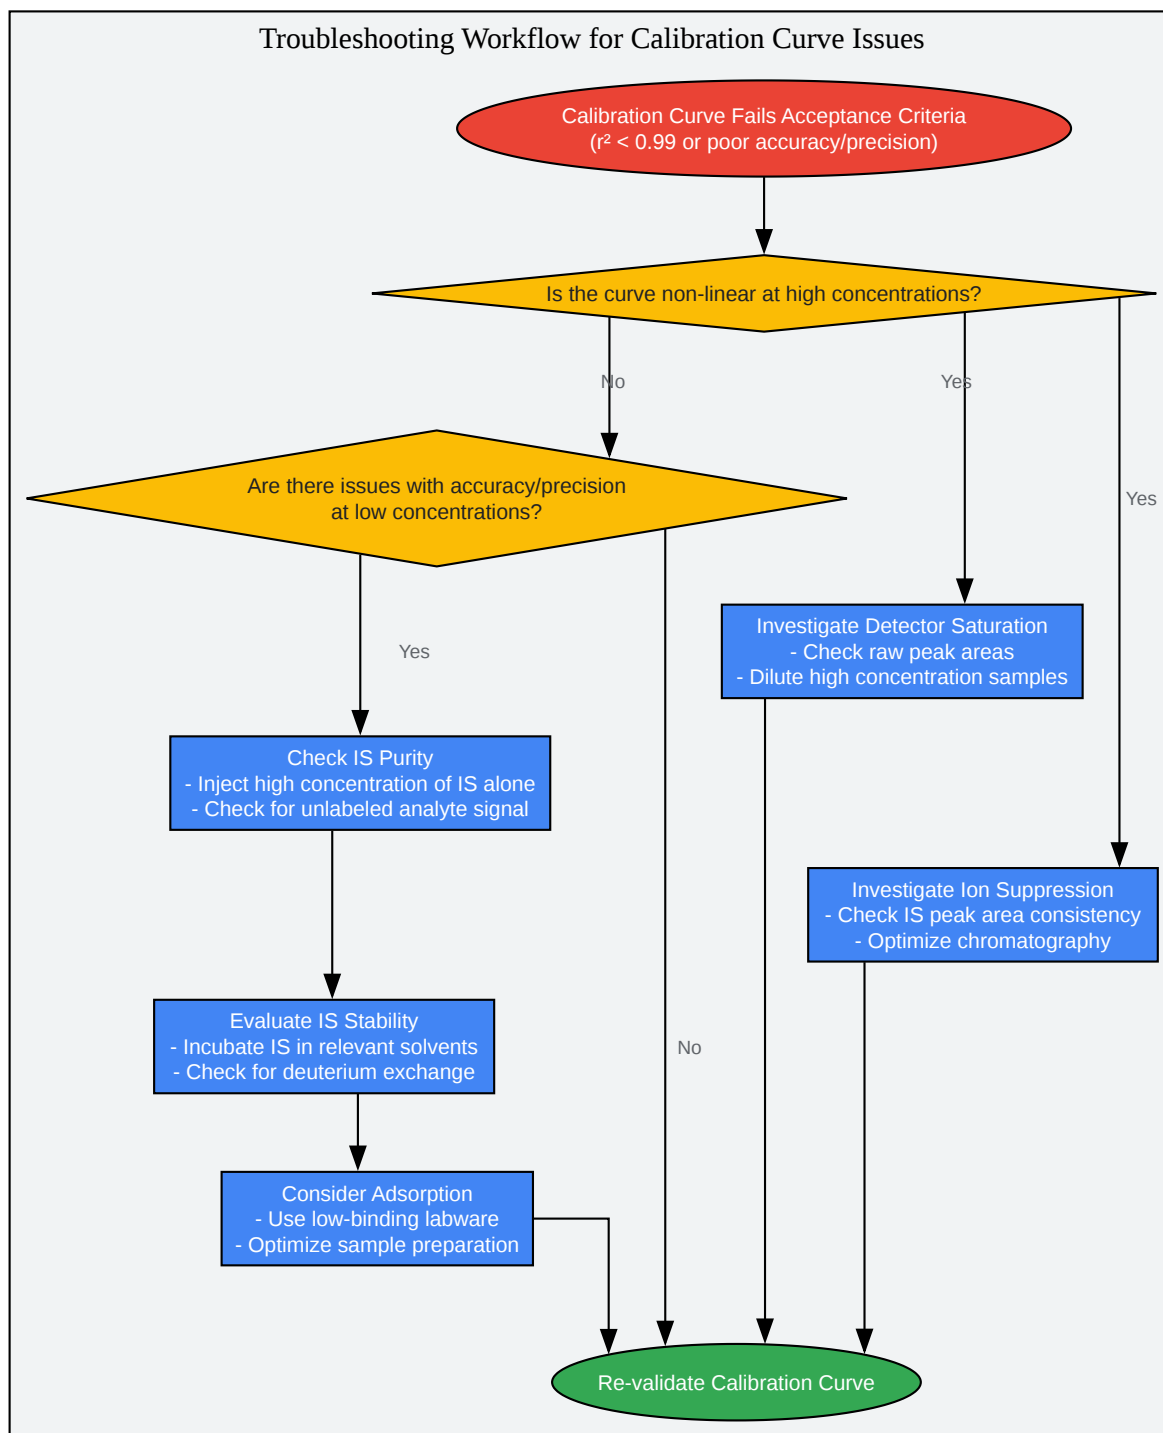 Troubleshooting Workflow for Calibration Curve Issues
Calibration Curve Fails Acceptance Criteria
(r² < 0.99 or poor accuracy/precision)
Is the curve non-linear at high concentrations?
No
Yes
Yes
Are there issues with accuracy/precision
at low concentrations?
Yes
Investigate Detector Saturation
- Check raw peak areas
- Dilute high concentration samples
Check IS Purity
- Inject high concentration of IS alone
- Check for unlabeled analyte signal
Investigate Ion Suppression
- Check IS peak area consistency
- Optimize chromatography
Evaluate IS Stability
- Incubate IS in relevant solvents
- Check for deuterium exchange
No
Consider Adsorption
- Use low-binding labware
- Optimize sample preparation
Re-validate Calibration Curve